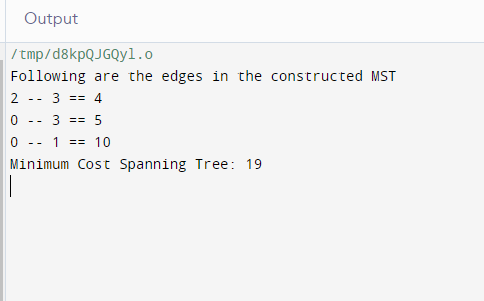 Output
/tmp/d8kpQJGQyl.o
Following are the edges in the constructed MST
2 -- 3 == 4
0 -- 3 == 5
0 -- 1 == 10
Minimum Cost Spanning Tree: 19